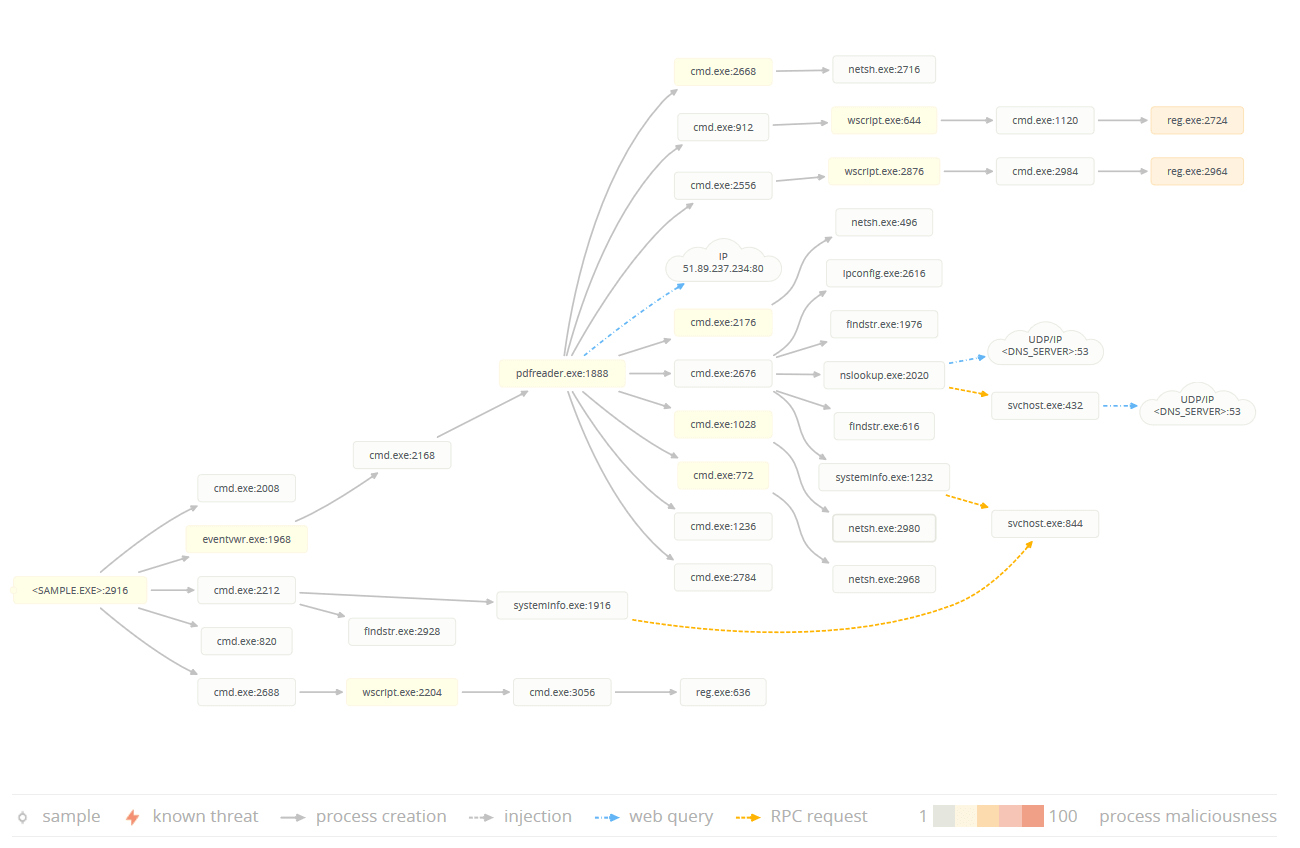 cmd.exe:2668
netsh.exe:2716
cmd.exe:912
wscript.exe:644
cmd.exe:1120
reg.exe:2724
cmd.exe:2556
wscript.exe:2876
cmd.exe:2984
reg.exe:2964
netsh.exe:496
IP
51.89.237.234:80
ipconfig.exe:2616
cmd.exe:2176
findstr.exe:1976
UDP/IP
<DNS_SERVER>:53
pdfreader.exe:1888
cmd.exe:2676
nslookup.exe:2020
svchost.exe:432
UDP/IP
<DNS_SERVER>:53
cmd.exe:1028
findstr.exe:616
cmd.exe:2168
cmd.exe:772
systeminfo.exe:1232
cmd.exe:2008
cmd.exe:1236
netsh.exe:2980
svchost.exe:844
eventvwr.exe:1968
cmd.exe:2784
netsh.exe:2968
<SAMPLE.EXE>:2916
cmd.exe:2212
systeminfo.exe:1916
findstr.exe:2928
cmd.exe:820
cmd.exe:2688
wscript.exe:2204
cmd.exe:3056
reg.exe:636
sample
known threat
process creation
injection
web query
RPC request
1
100
process maliciousness